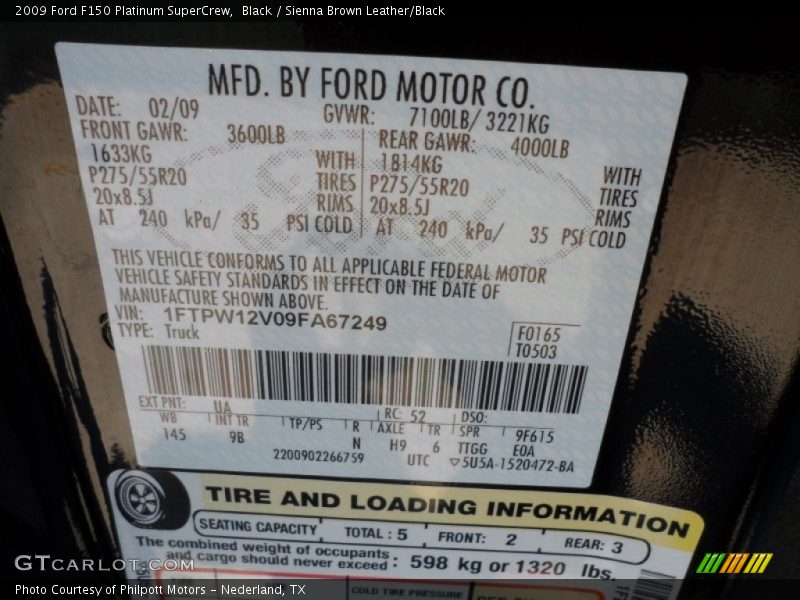 2009 Ford F150 Platinum SuperCrew,  Black / Sienna Brown Leather/Black
MFD. BY FORD MOTOR CO.
DATE: 02/09 GVWR: 7100LB/ 3221KG
FRONT GAWR: 3600LB REAR GAWR: 4000LB
1633KG WITH 1814KG WITH
P275/55R20 TIRES P275/55R20 TIRES
20x8.5J RIMS 20x8.5J RIMS
AT 240 kPa/ 35 PSI COLD AT 240 kPa/ 35 PSI COLD
THIS VEHICLE CONFORMS TO ALL APPLICABLE FEDERAL MOTOR
VEHICLE SAFETY STANDARDS IN EFFECT ON THE DATE OF
MANUFACTURE SHOWN ABOVE.
VIN: 1FTPW12V09FA67249
TYPE: Truck
F0165
T0503
EXT PNT: UA RC: 52 DSO:
WB INT TR TP/PS R AXLE TR SPR 9F615
145 9B N H9 6 TTGG E0A
2200902266759 UTC ▽5U5A-1520472-BA
TIRE AND LOADING INFORMATION
SEATING CAPACITY TOTAL : 5 FRONT: 2 REAR: 3
The combined weight of occupants
and cargo should never exceed : 598 kg or 1320 lbs.
COLD TIRE PRESSURE
GTCARLOT.COM
Photo Courtesy of Philpott Motors - Nederland, TX